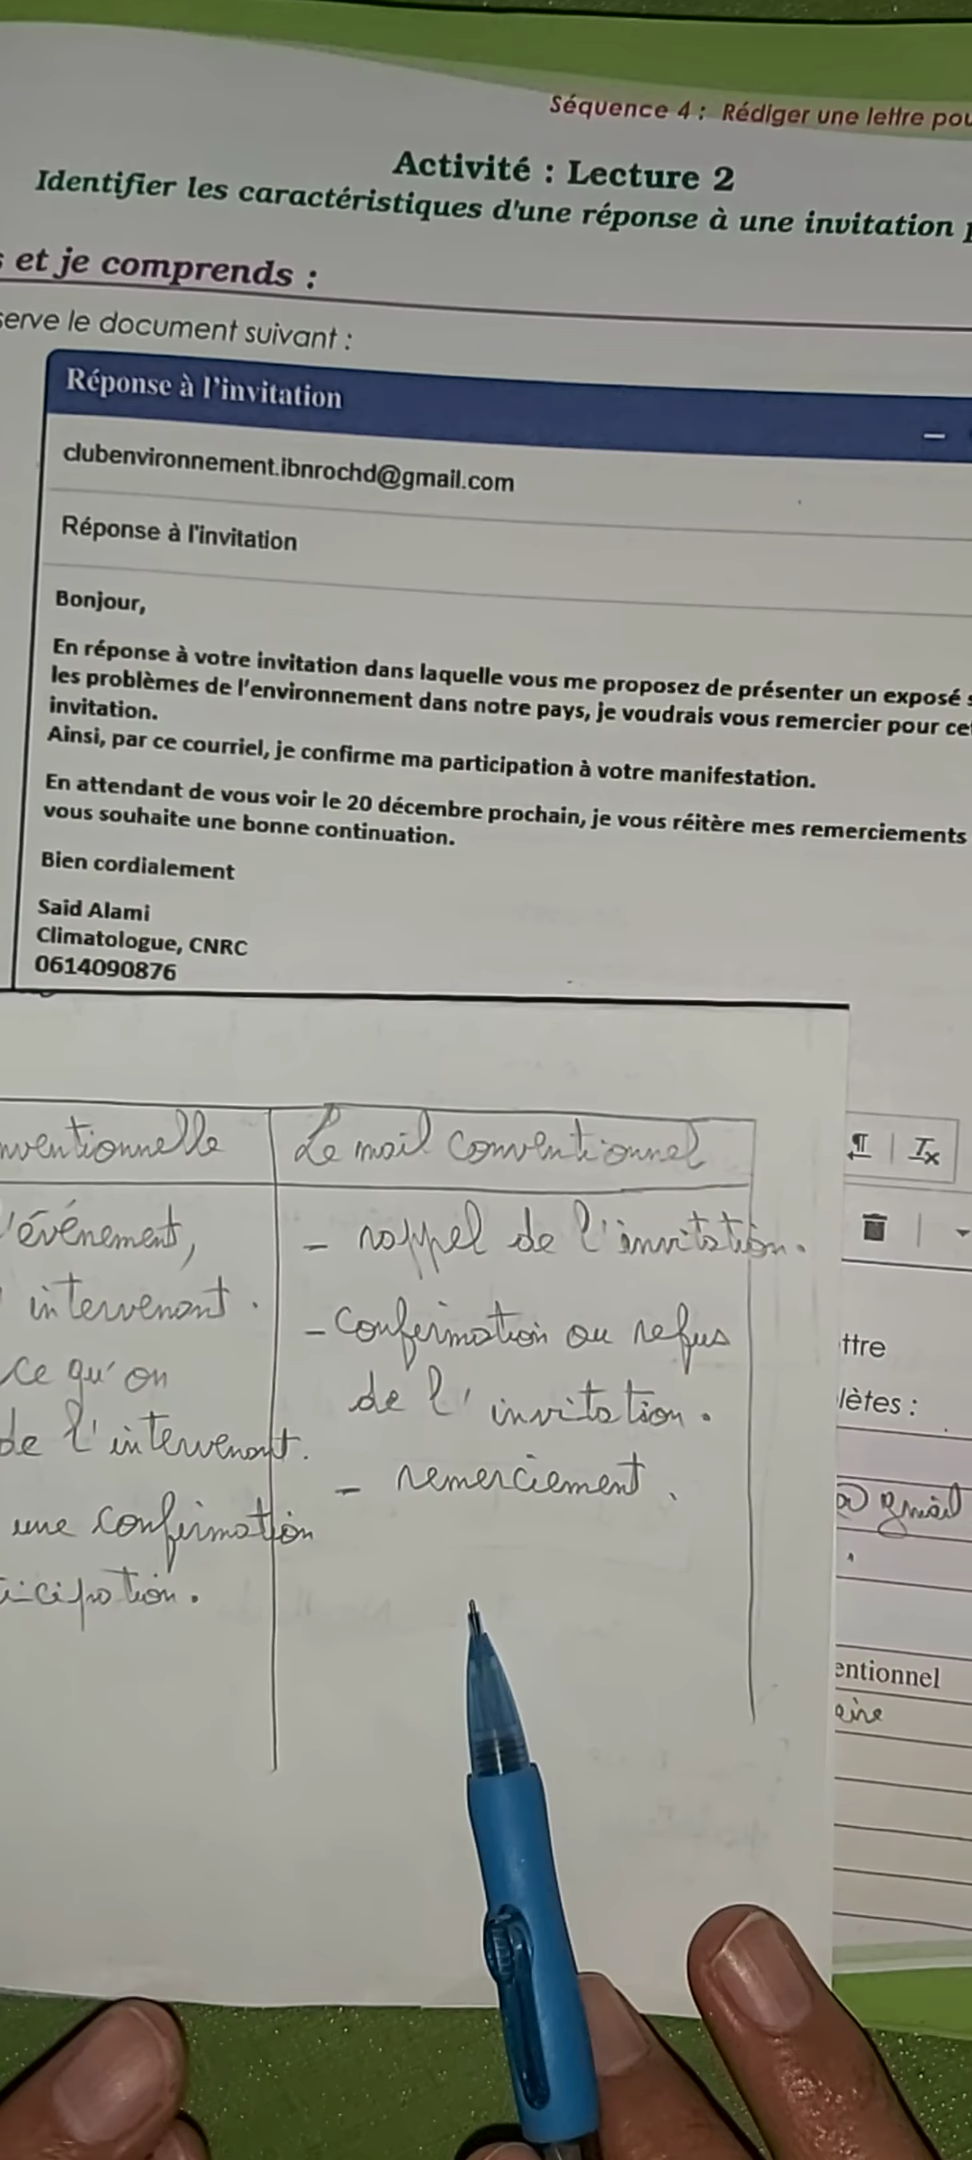 Séquence 4 : Rédiger une lettre pou
Activité : Lecture 2
Identifier les caractéristiques d'une réponse à une invitation
et je comprends :
serve le document suivant :
Réponse à l'invitation
clubenvironnement.ibnrochd@gmail.com
Réponse à l'invitation
Bonjour,
En réponse à votre invitation dans laquelle vous me proposez de présenter un exposé s
les problèmes de l'environnement dans notre pays, je voudrais vous remercier pour cet
invitation.
Ainsi, par ce courriel, je confirme ma participation à votre manifestation.
En attendant de vous voir le 20 décembre prochain, je vous réitère mes remerciements
vous souhaite une bonne continuation.
Bien cordialement
Said Alami
Climatologue, CNRC
0614090876
nventionnelle
l'événement,
intervenant.
ce qu'on
de l'intervenant.
une confirmation
icipation.
Le mail conventionnel
- rappel de l'invitation.
- Confirmation ou refus
de l'invitation.
- remerciement.
ttre
lètes :
@gmail
entionnel